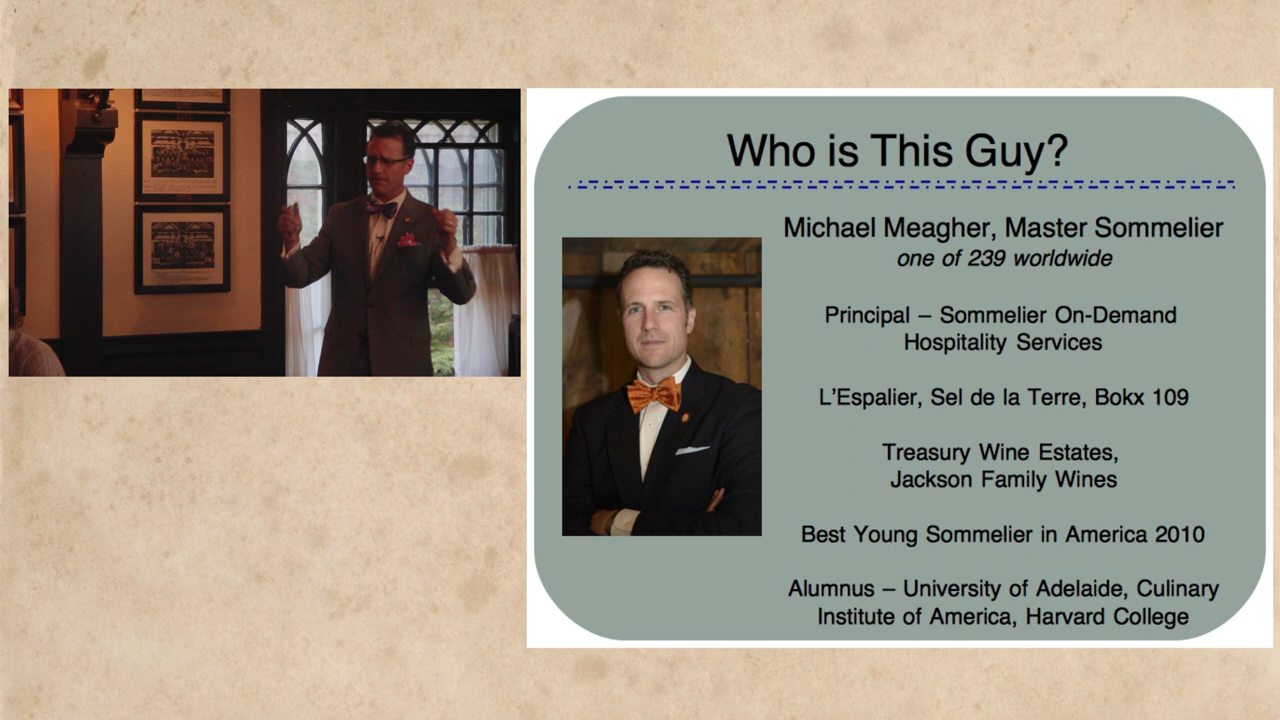 Who is This Guy?
Michael Meagher, Master Sommelier
one of 239 worldwide
Principal – Sommelier On-Demand
Hospitality Services
L’Espalier, Sel de la Terre, Bokx 109
Treasury Wine Estates,
Jackson Family Wines
Best Young Sommelier in America 2010
Alumnus – University of Adelaide, Culinary
Institute of America, Harvard College